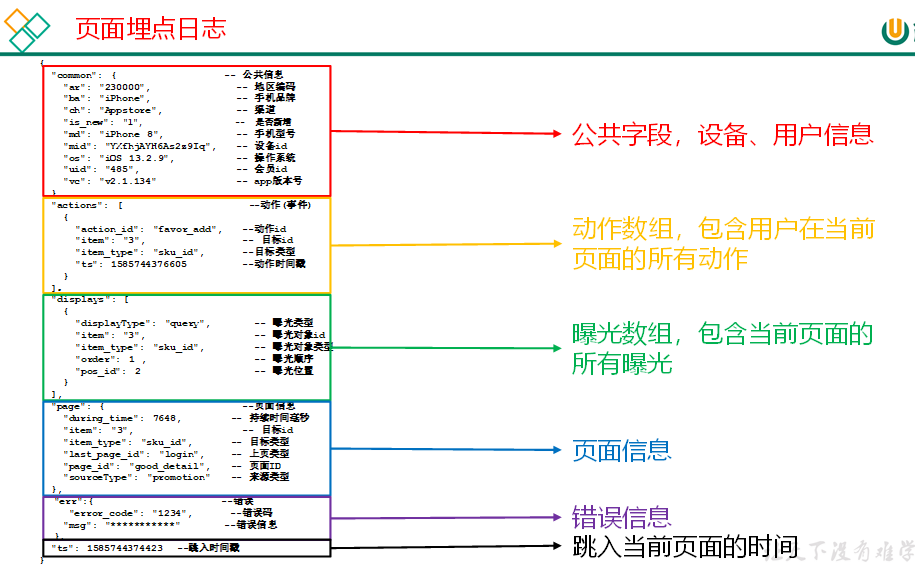 页面埋点日志
{
"common": { -- 公共信息
"ar": "230000", -- 地区编码
"ba": "iPhone", -- 手机品牌
"ch": "Appstore", -- 渠道
"is_new": "1", -- 是否新增
"md": "iPhone 8", -- 手机型号
"mid": "YXfhjAYH6As2z9Iq", -- 设备id
"os": "iOS 13.2.9", -- 操作系统
"uid": "485", -- 会员id
"vc": "v2.1.134" -- app版本号
}
公共字段，设备、用户信息
"actions": [ --动作(事件)
{
"action_id": "favor_add", --动作id
"item": "3", -- 目标id
"item_type": "sku_id", --目标类型
"ts": 1585744376605 --动作时间戳
}
],
动作数组，包含用户在当前
页面的所有动作
"displays": [
{
"displayType": "query", -- 曝光类型
"item": "3", -- 曝光对象id
"item_type": "sku_id", -- 曝光对象类型
"order": 1 , -- 曝光顺序
"pos_id": 2 -- 曝光位置
}
],
曝光数组，包含当前页面的
所有曝光
"page": { --页面信息
"during_time": 7648, -- 持续时间毫秒
"item": "3", -- 目标id
"item_type": "sku_id", -- 目标类型
"last_page_id": "login", -- 上页类型
"page_id": "good_detail", -- 页面ID
"sourceType": "promotion" -- 来源类型
},
页面信息
"err":{ --错误
"error_code": "1234", --错误码
"msg": "***********" --错误信息
}
错误信息
"ts": 1585744374423 --跳入时间戳
}
跳入当前页面的时间
下没有难学